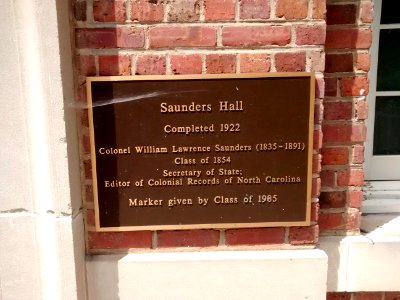 Saunders Hall
Completed 1922
Colonel William Lawrence Saunders (1835-1891)
Class of 1854
Secretary of State;
Editor of Colonial Records of North Carolina
Marker given by Class of 1985